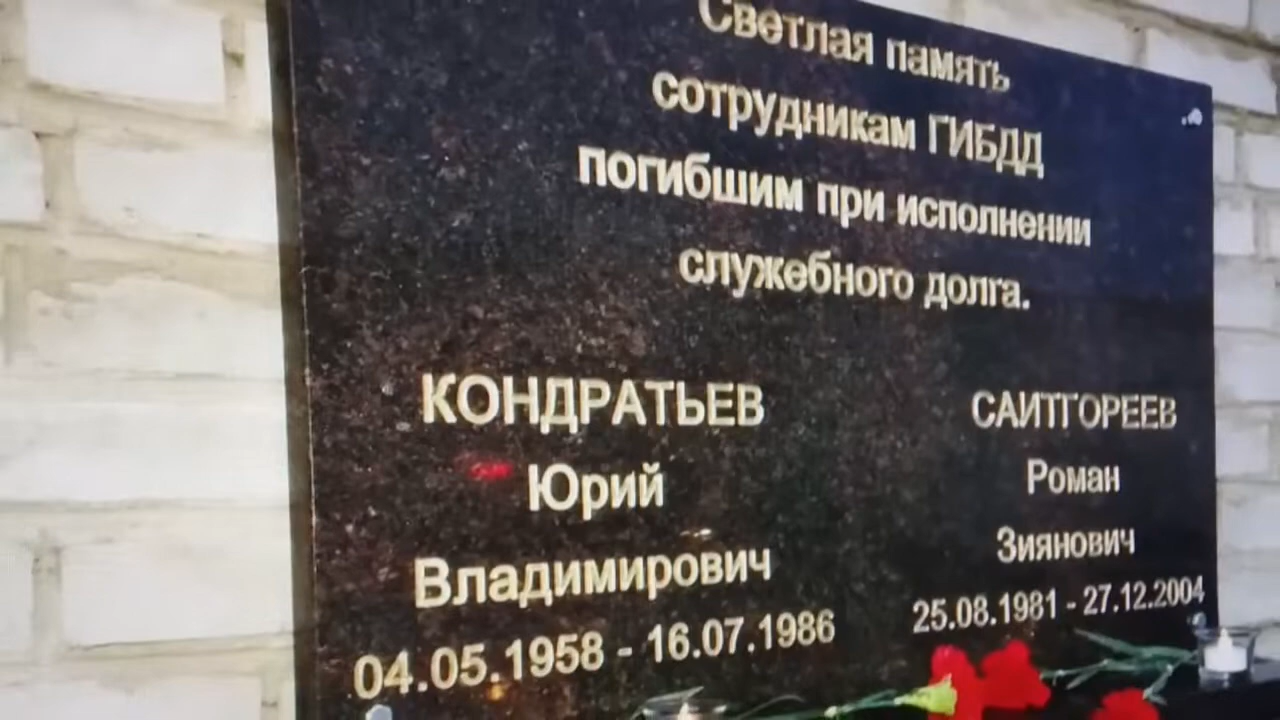 Светлая память
сотрудникам ГИБДД
погибшим при исполнении
служебного долга.
КОНДРАТЬЕВ
Юрий
Владимирович
04.05.1958 - 16.07.1986
САИТГОРЕЕВ
Роман
Зиянович
25.08.1981 - 27.12.2004